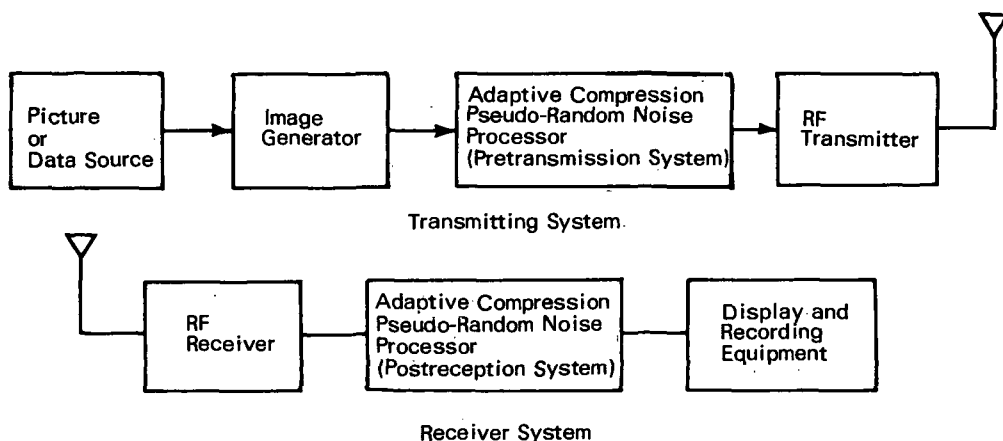 Picture
or
Data Source
Image
Generator
Adaptive Compression
Pseudo-Random Noise
Processor
(Pretransmission System)
RF
Transmitter
Transmitting System.
RF
Receiver
Adaptive Compression
Pseudo-Random Noise
Processor
(Postreception System)
Display and
Recording
Equipment
Receiver System